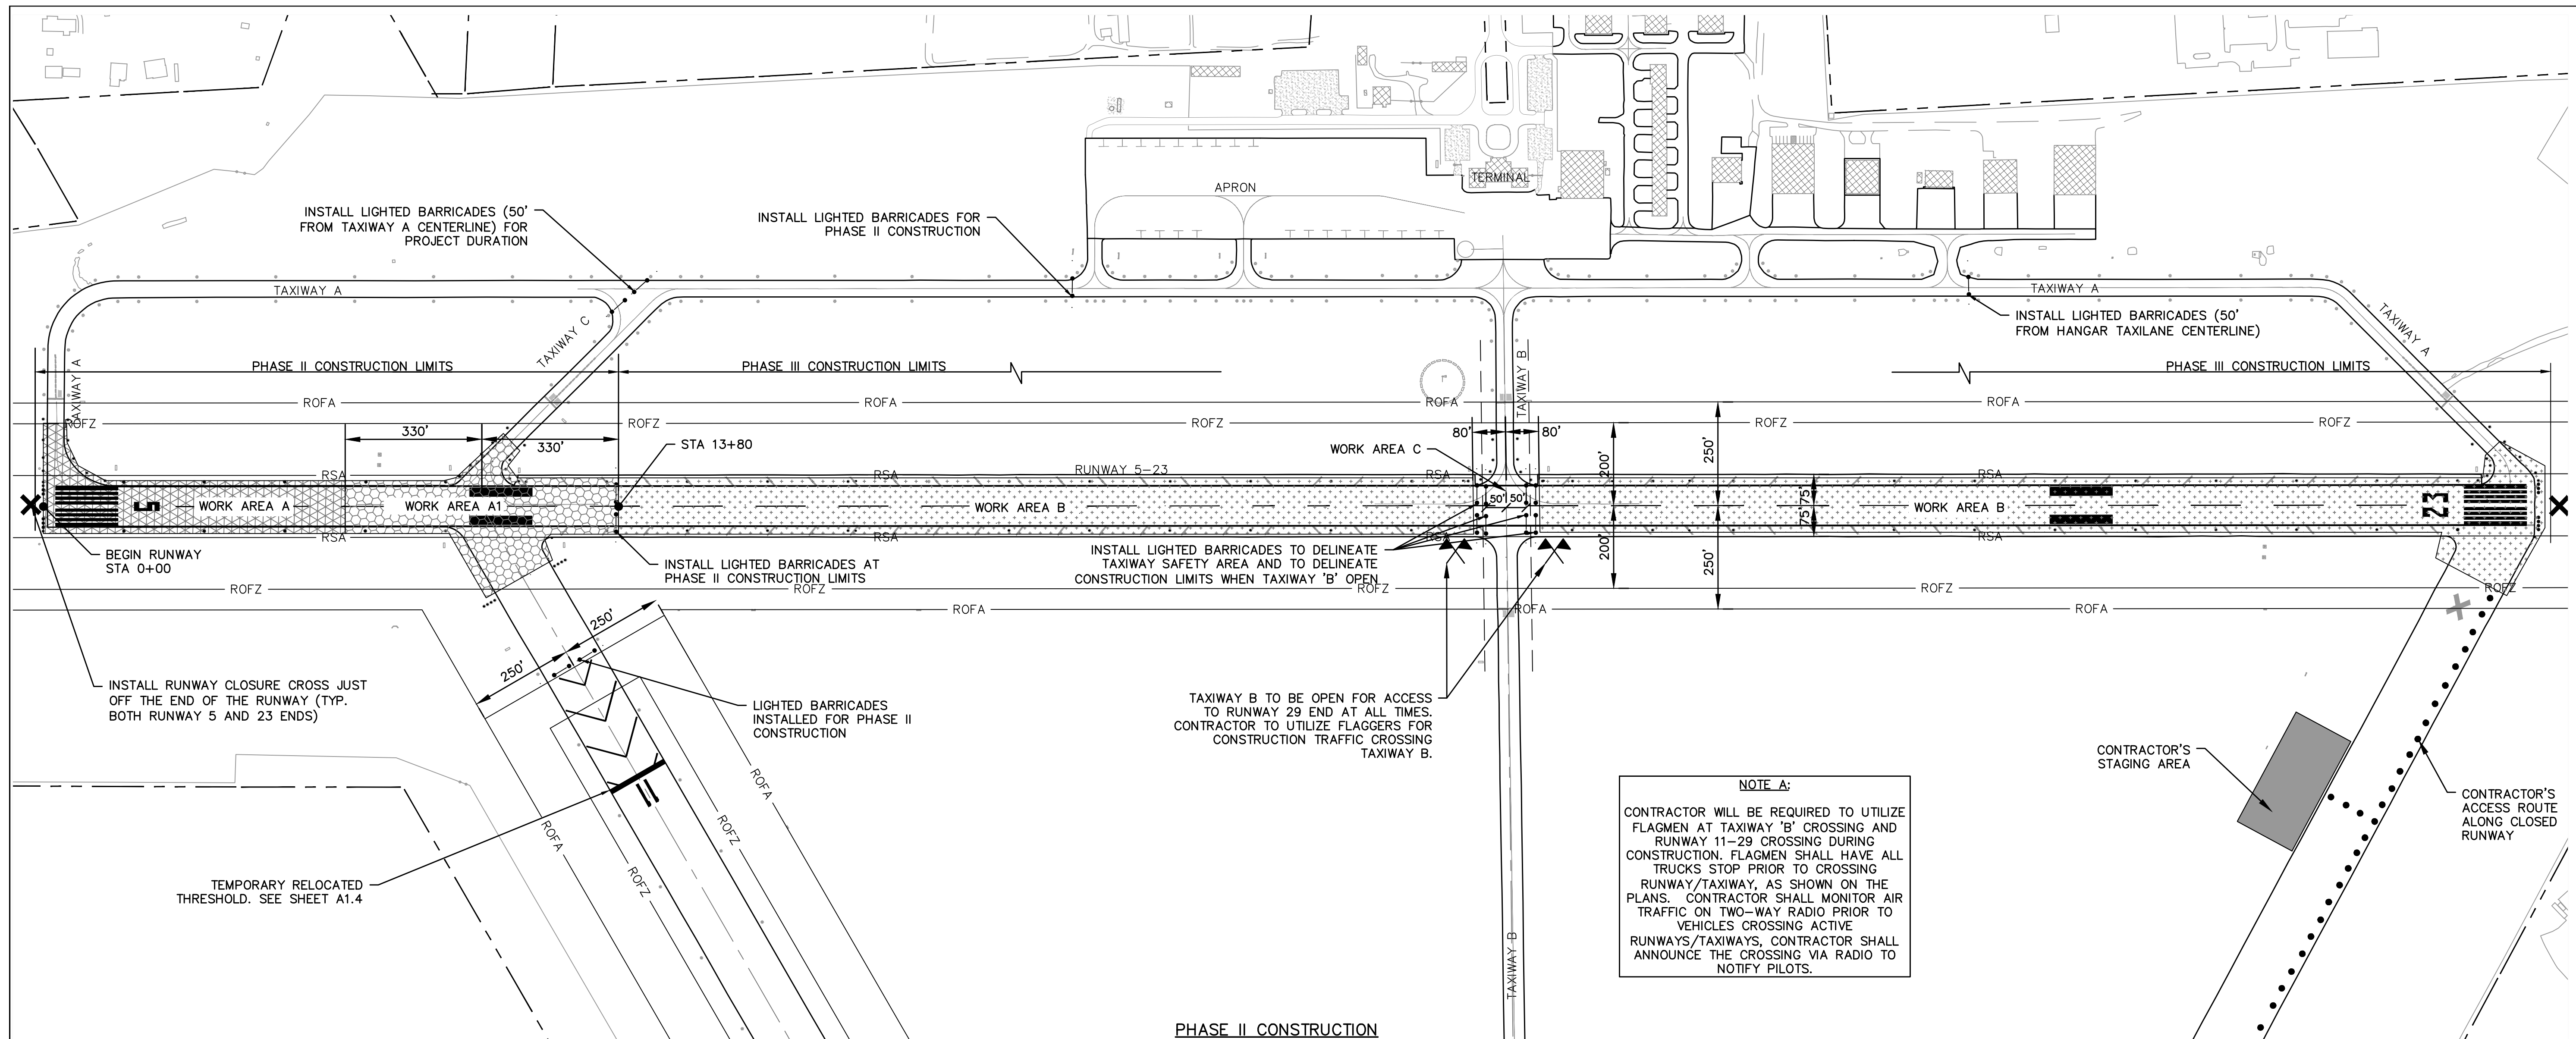 TERMINAL
APRON
INSTALL LIGHTED BARRICADES (50'
FROM TAXIWAY A CENTERLINE) FOR
PROJECT DURATION
INSTALL LIGHTED BARRICADES FOR
PHASE II CONSTRUCTION
TAXIWAY A
TAXIWAY A
TAXIWAY A
INSTALL LIGHTED BARRICADES (50'
FROM HANGAR TAXILANE CENTERLINE)
TAXIWAY C
TAXIWAY A
TAXIWAY B
PHASE II CONSTRUCTION LIMITS
PHASE III CONSTRUCTION LIMITS
PHASE III CONSTRUCTION LIMITS
ROFA
ROFA
ROFA
ROFA
ROFZ
ROFZ
ROFZ
ROFZ
ROFZ
330'
330'
STA 13+80
80'
80'
WORK AREA C
200'
250'
RSA
RSA
RUNWAY 5-23
RSA
RSA
5
WORK AREA A
WORK AREA A1
WORK AREA B
50'
50'
75'
75'
WORK AREA B
23
RSA
RSA
RSA
RSA
BEGIN RUNWAY
STA 0+00
INSTALL LIGHTED BARRICADES AT
PHASE II CONSTRUCTION LIMITS
INSTALL LIGHTED BARRICADES TO DELINEATE
TAXIWAY SAFETY AREA AND TO DELINEATE
CONSTRUCTION LIMITS WHEN TAXIWAY 'B' OPEN
200'
250'
ROFZ
ROFZ
ROFZ
ROFZ
ROFZ
ROFA
ROFA
ROFA
250'
250'
INSTALL RUNWAY CLOSURE CROSS JUST
OFF THE END OF THE RUNWAY (TYP.
BOTH RUNWAY 5 AND 23 ENDS)
LIGHTED BARRICADES
INSTALLED FOR PHASE II
CONSTRUCTION
TAXIWAY B TO BE OPEN FOR ACCESS
TO RUNWAY 29 END AT ALL TIMES.
CONTRACTOR TO UTILIZE FLAGGERS FOR
CONSTRUCTION TRAFFIC CROSSING
TAXIWAY B.
CONTRACTOR'S
STAGING AREA
CONTRACTOR'S
ACCESS ROUTE
ALONG CLOSED
RUNWAY
ROFA
ROFZ
ROFA
ROFZ
TEMPORARY RELOCATED
THRESHOLD. SEE SHEET A1.4
NOTE A:
CONTRACTOR WILL BE REQUIRED TO UTILIZE
FLAGMEN AT TAXIWAY 'B' CROSSING AND
RUNWAY 11-29 CROSSING DURING
CONSTRUCTION. FLAGMEN SHALL HAVE ALL
TRUCKS STOP PRIOR TO CROSSING
RUNWAY/TAXIWAY, AS SHOWN ON THE
PLANS. CONTRACTOR SHALL MONITOR AIR
TRAFFIC ON TWO-WAY RADIO PRIOR TO
VEHICLES CROSSING ACTIVE
RUNWAYS/TAXIWAYS, CONTRACTOR SHALL
ANNOUNCE THE CROSSING VIA RADIO TO
NOTIFY PILOTS.
TAXIWAY B
PHASE II CONSTRUCTION